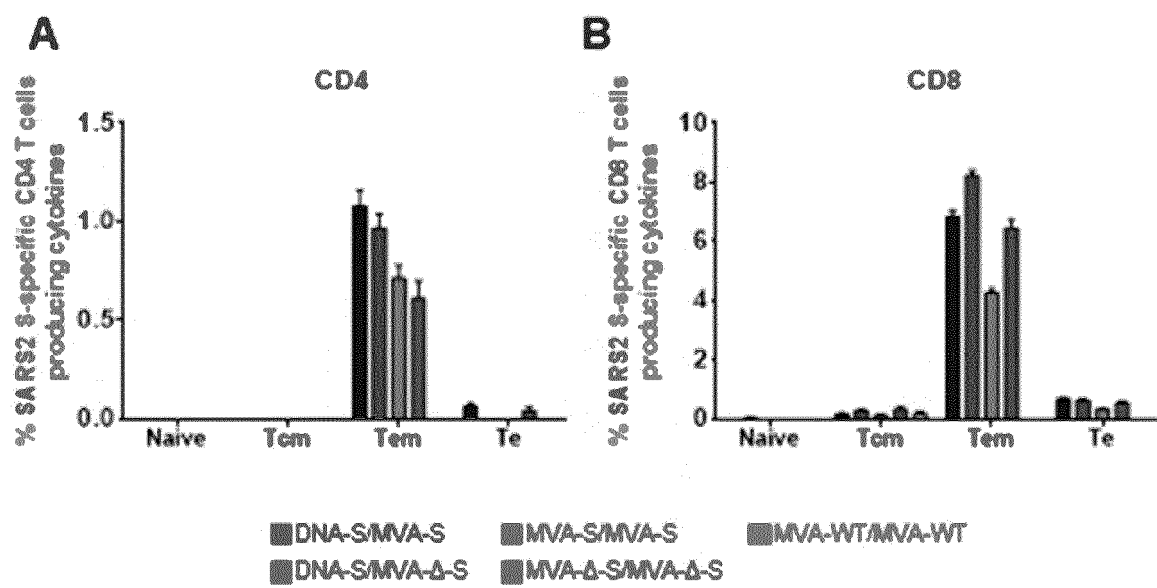 A
CD4
% SARS2 S-specific CD4 T cells
producing cytokines
1.5
1.0
0.5
0.0
Naive Tcm Tem Te
B
CD8
% SARS2 S-specific CD8 T cells
producing cytokines
10
8
6
4
2
0
Naive Tcm Tem Te
DNA-S/MVA-S MVA-S/MVA-S MVA-WT/MVA-WT
DNA-S/MVA-Δ-S MVA-Δ-S/MVA-Δ-S